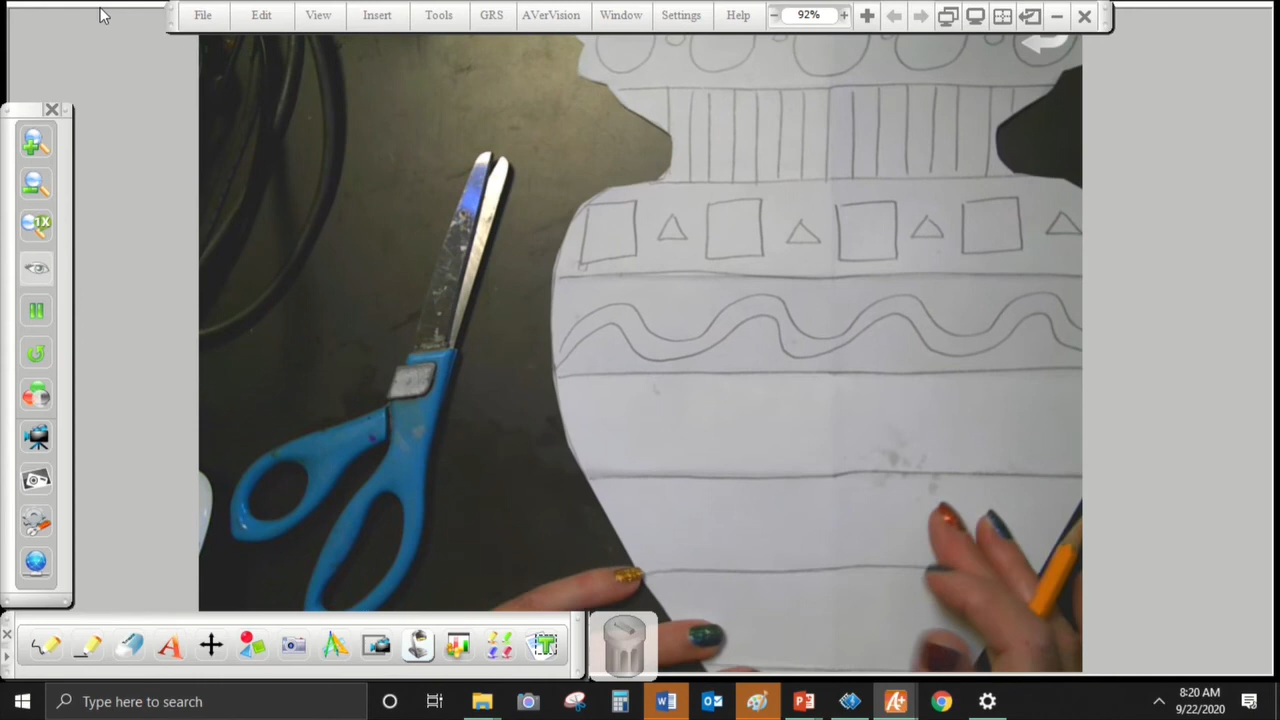 File Edit View Insert Tools GRS AVerVision Window Settings Help 92%
1X
A
T
Type here to search
8:20 AM
9/22/2020